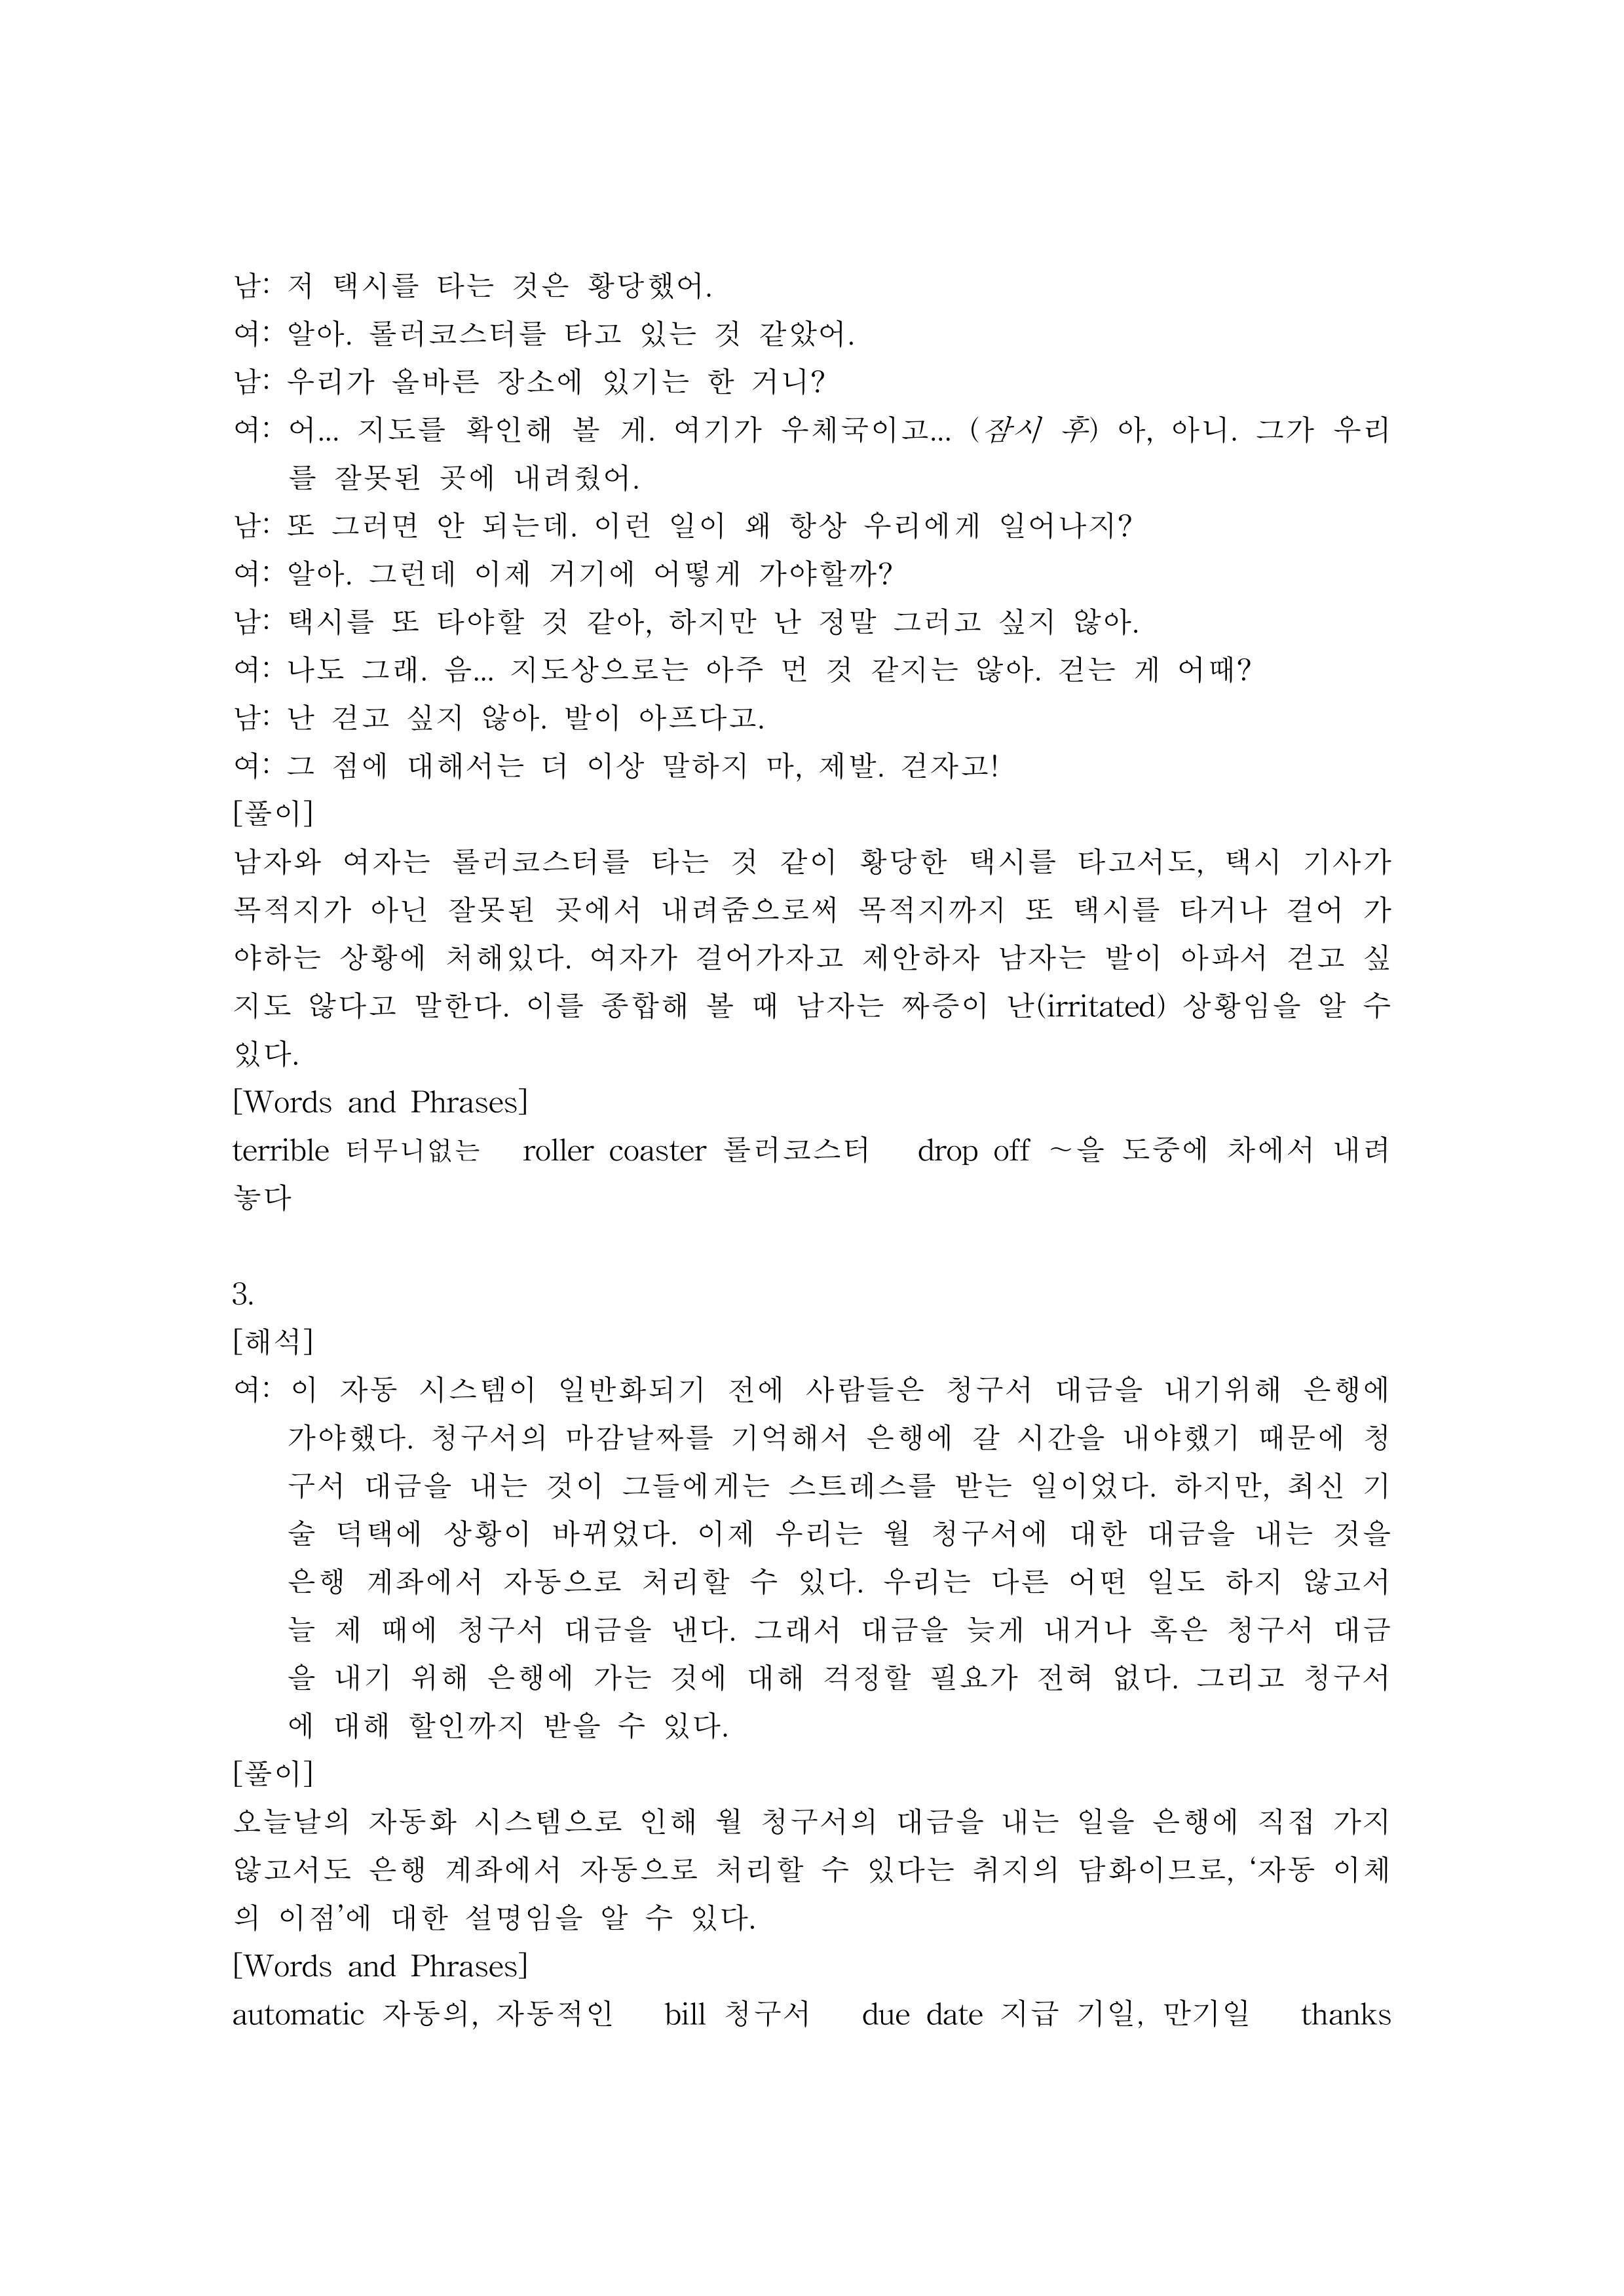 남: 저 택시를 타는 것은 황당했어.
여: 알아. 롤러코스터를 타고 있는 것 같았어.
남: 우리가 올바른 장소에 있기는 한 거니?
여: 어... 지도를 확인해 볼 게. 여기가 우체국이고... (잠시 후) 아, 아니. 그가 우리
를 잘못된 곳에 내려줬어.
남: 또 그러면 안 되는데. 이런 일이 왜 항상 우리에게 일어나지?
여: 알아. 그런데 이제 거기에 어떻게 가야할까?
남: 택시를 또 타야할 것 같아, 하지만 난 정말 그러고 싶지 않아.
여: 나도 그래. 음... 지도상으로는 아주 먼 것 같지는 않아. 걷는 게 어때?
남: 난 걷고 싶지 않아. 발이 아프다고.
여: 그 점에 대해서는 더 이상 말하지 마, 제발. 걷자고!
[풀이]
남자와 여자는 롤러코스터를 타는 것 같이 황당한 택시를 타고서도, 택시 기사가
목적지가 아닌 잘못된 곳에서 내려줌으로써 목적지까지 또 택시를 타거나 걸어 가
야하는 상황에 처해있다. 여자가 걸어가자고 제안하자 남자는 발이 아파서 걷고 싶
지도 않다고 말한다. 이를 종합해 볼 때 남자는 짜증이 난(irritated) 상황임을 알 수
있다.
[Words and Phrases]
terrible 터무니없는 roller coaster 롤러코스터 drop off ～을 도중에 차에서 내려
놓다
3.
[해석]
여: 이 자동 시스템이 일반화되기 전에 사람들은 청구서 대금을 내기위해 은행에
가야했다. 청구서의 마감날짜를 기억해서 은행에 갈 시간을 내야했기 때문에 청
구서 대금을 내는 것이 그들에게는 스트레스를 받는 일이었다. 하지만, 최신 기
술 덕택에 상황이 바뀌었다. 이제 우리는 월 청구서에 대한 대금을 내는 것을
은행 계좌에서 자동으로 처리할 수 있다. 우리는 다른 어떤 일도 하지 않고서
늘 제 때에 청구서 대금을 낸다. 그래서 대금을 늦게 내거나 혹은 청구서 대금
을 내기 위해 은행에 가는 것에 대해 걱정할 필요가 전혀 없다. 그리고 청구서
에 대해 할인까지 받을 수 있다.
[풀이]
오늘날의 자동화 시스템으로 인해 월 청구서의 대금을 내는 일을 은행에 직접 가지
않고서도 은행 계좌에서 자동으로 처리할 수 있다는 취지의 담화이므로, ‘자동 이체
의 이점’에 대한 설명임을 알 수 있다.
[Words and Phrases]
automatic 자동의, 자동적인 bill 청구서 due date 지급 기일, 만기일 thanks